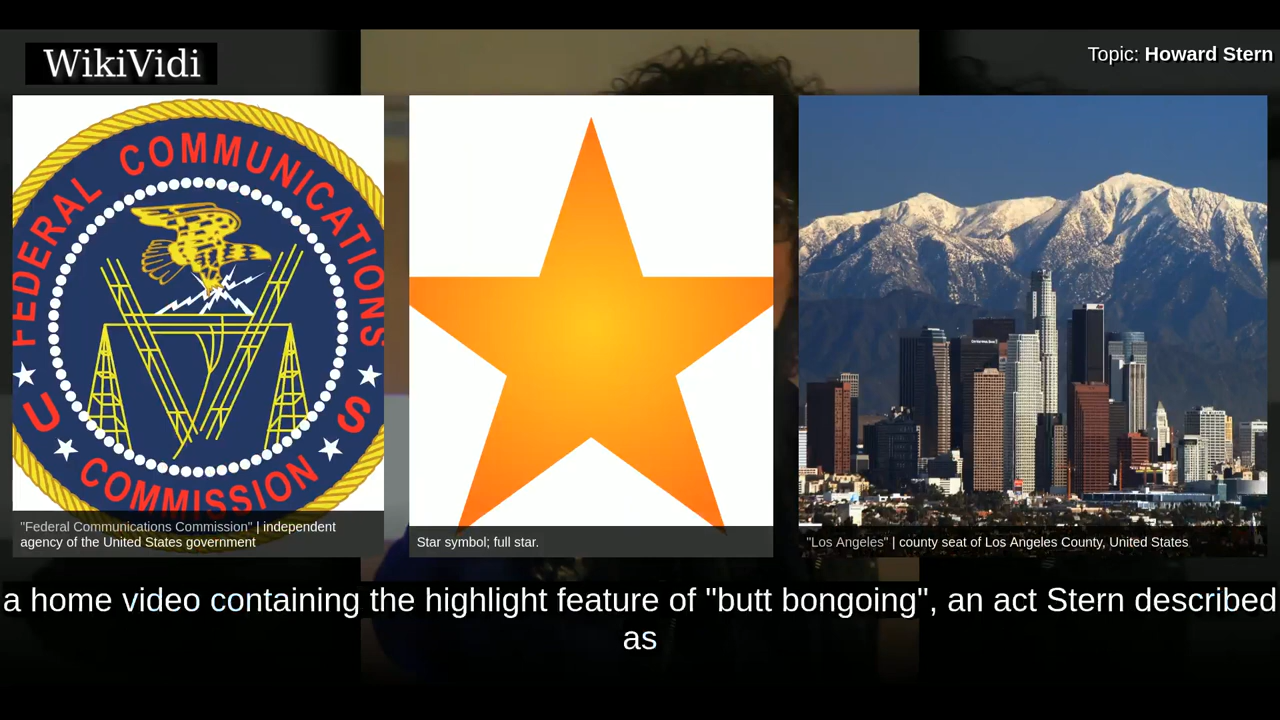 WikiVidi
Topic: Howard Stern
FEDERAL COMMUNICATIONS
U S
COMMISSION
"Federal Communications Commission" | independent
agency of the United States government
Star symbol; full star.
"Los Angeles" | county seat of Los Angeles County, United States
a home video containing the highlight feature of "butt bongoing", an act Stern described
as